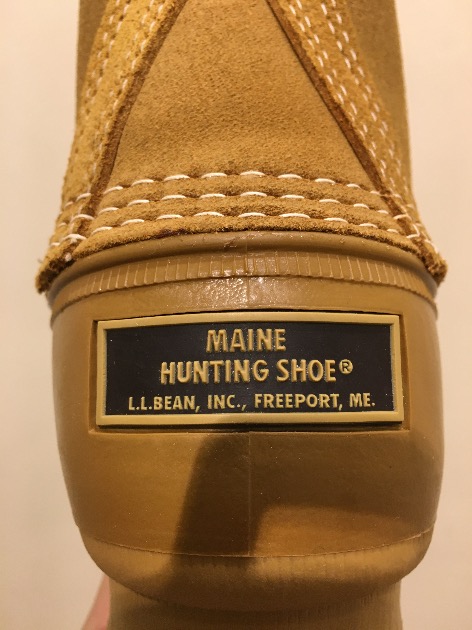 MAINE
HUNTING SHOE®
L.L.BEAN, INC., FREEPORT, ME.